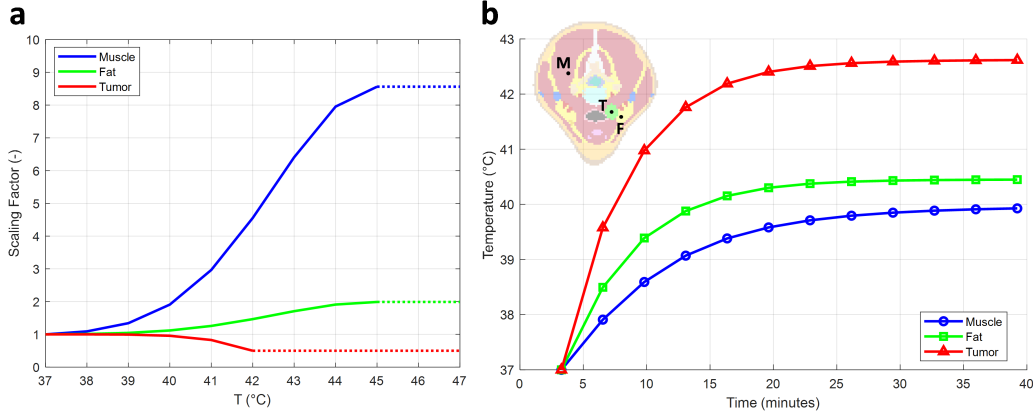 a
10
9
8
7
6
5
4
3
2
1
0
Scaling Factor (-)
Muscle
Fat
Tumor
37 38 39 40 41 42 43 44 45 46 47
T (°C)
b
43
42
41
40
39
38
37
Temperature (°C)
M
T
F
Muscle
Fat
Tumor
0 5 10 15 20 25 30 35 40
Time (minutes)